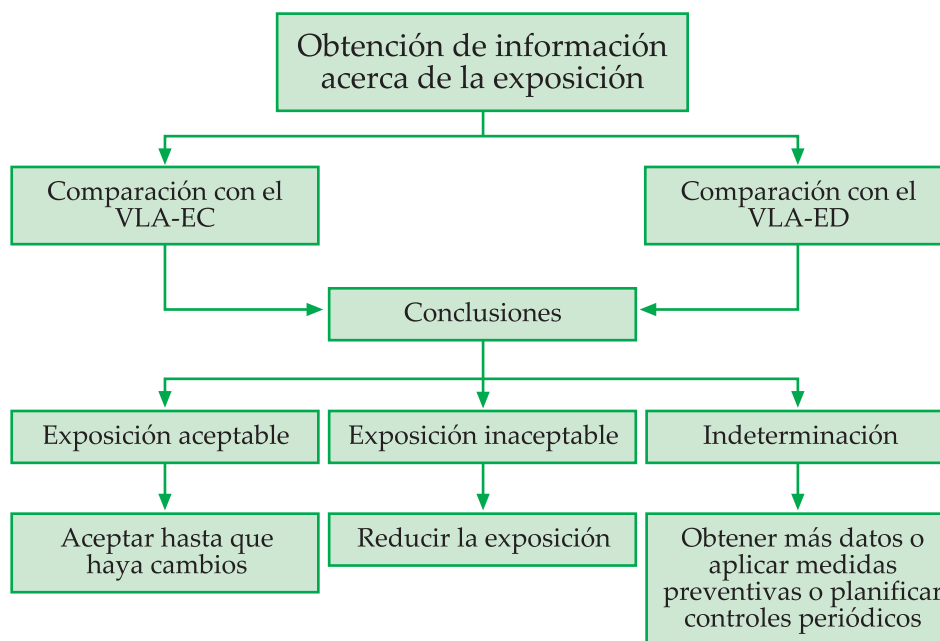 Obtención de información
acerca de la exposición
Comparación con el
VLA-EC
Comparación con el
VLA-ED
Conclusiones
Exposición aceptable
Exposición inaceptable
Indeterminación
Aceptar hasta que
haya cambios
Reducir la exposición
Obtener más datos o
aplicar medidas
preventivas o planificar
controles periódicos